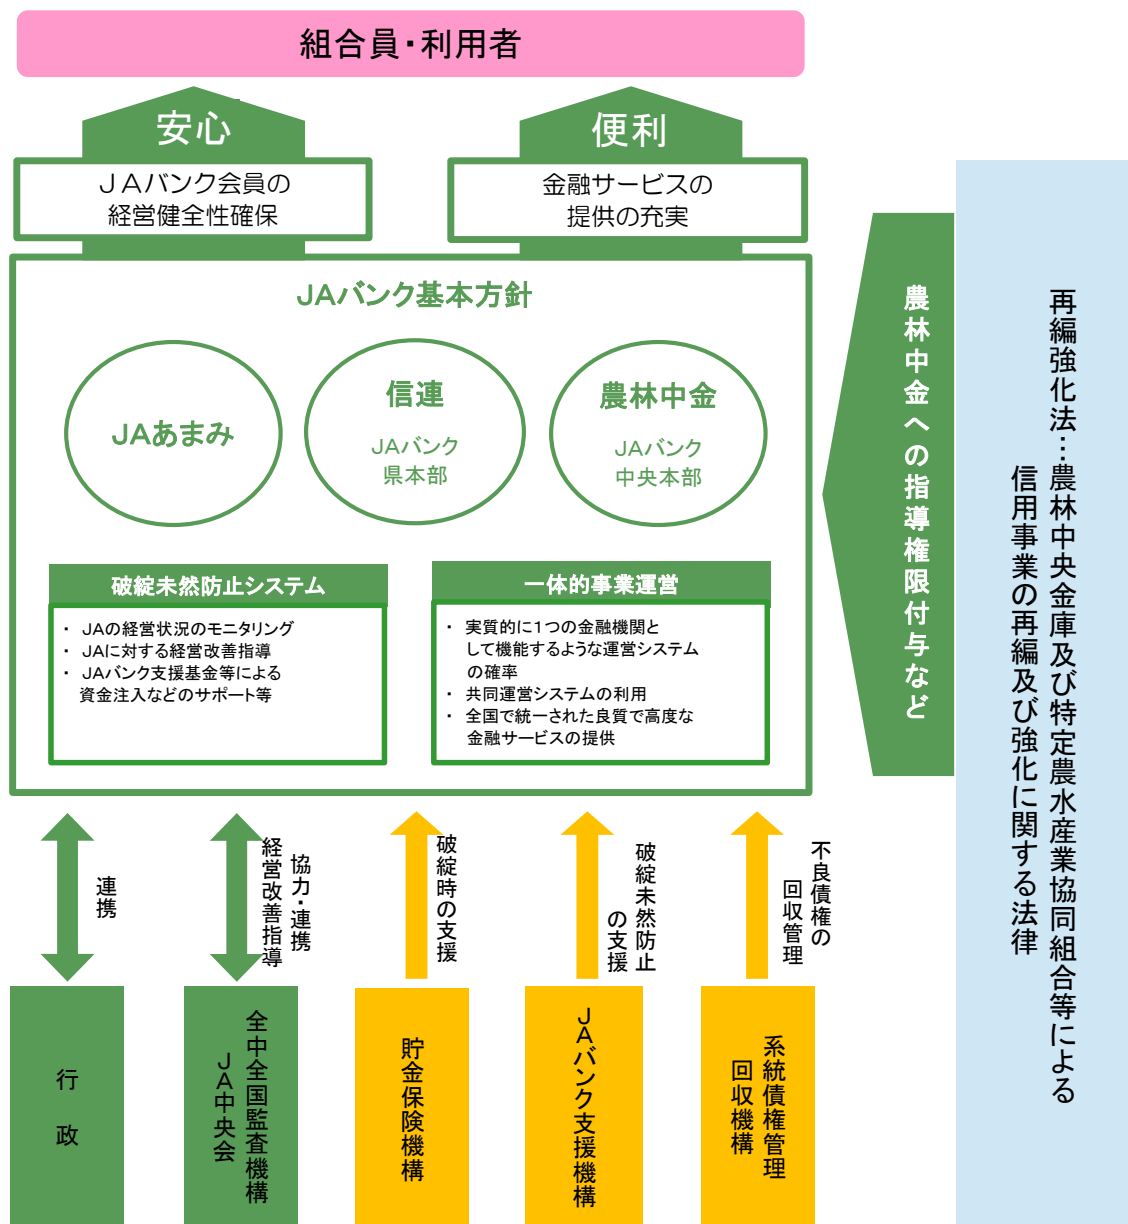 組合員・利用者
安心
便利
ＪＡバンク会員の
経営健全性確保
金融サービスの
提供の充実
JAバンク基本方針
JAあまみ
信連
JAバンク
県本部
農林中金
JAバンク
中央本部
破綻未然防止システム
・ JAの経営状況のモニタリング
・ JAに対する経営改善指導
・ JAバンク支援基金等による
資金注入などのサポート等
一体的事業運営
・ 実質的に１つの金融機関と
して機能するような運営システム
の確率
・ 共同運営システムの利用
・ 全国で統一された良質で高度な
金融サービスの提供
農林中金への指導権限付与など
再編強化法…農林中央金庫及び特定農水産業協同組合等による
信用事業の再編及び強化に関する法律
連携
協力・連携
経営改善指導
破綻時の支援
破綻未然防止
の支援
不良債権の
回収管理
行政
全中全国監査機構
ＪＡ中央会
貯金保険機構
ＪＡバンク支援機構
系統債権管理
回収機構